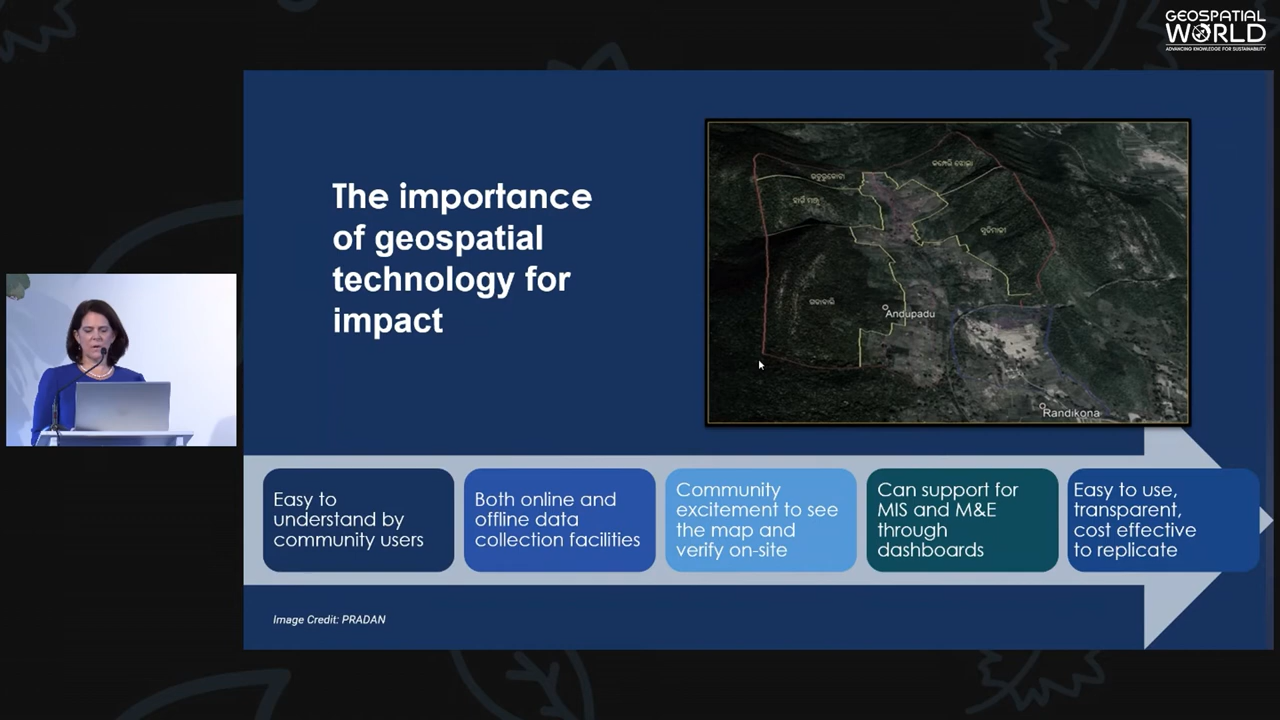 GEOSPATIAL
WORLD
ADVANCING KNOWLEDGE FOR SUSTAINABILITY
The importance
of geospatial
technology for
impact
Andupadu
Randikona
Easy to
understand by
community users
Both online and
offline data
collection facilities
Community
excitement to see
the map and
verify on-site
Can support for
MIS and M&E
through
dashboards
Easy to use,
transparent,
cost effective
to replicate
Image Credit: PRADAN